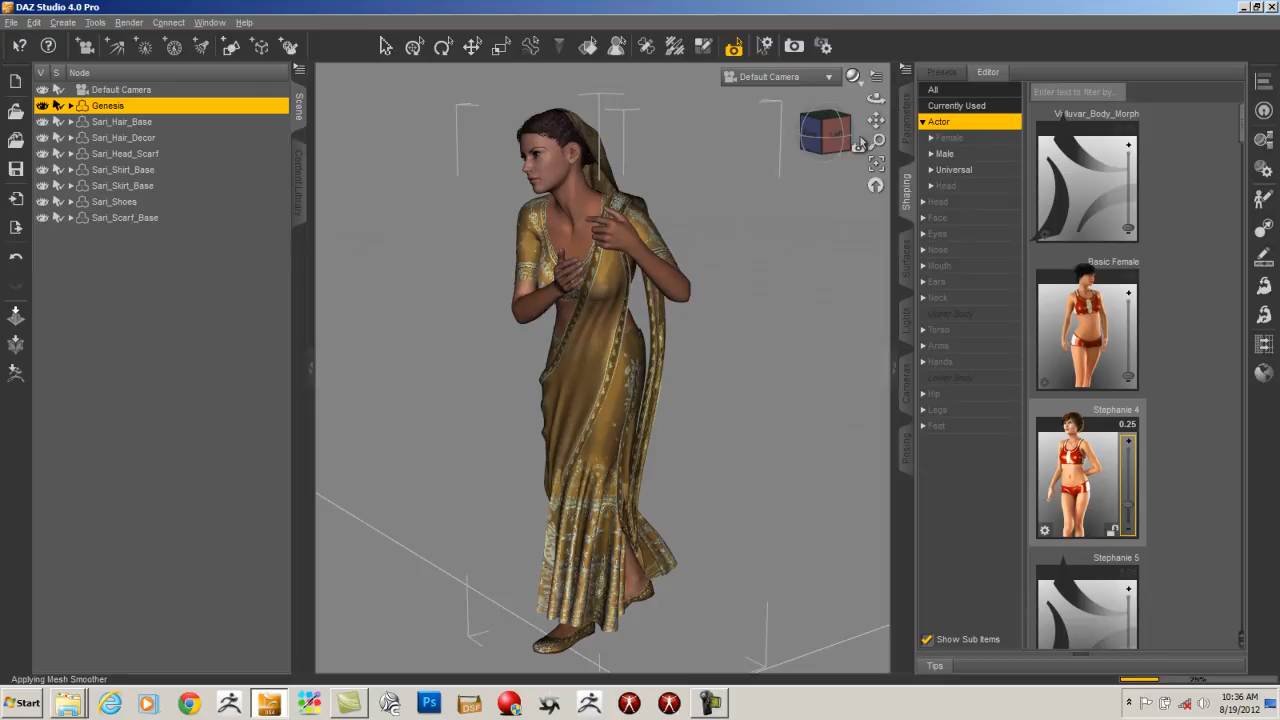 DAZ Studio 4.0 Pro
File Edit Create Tools Render Connect Window Help
V S Node
Default Camera
Genesis
Sari_Hair_Base
Sari_Hair_Decor
Sari_Head_Scarf
Sari_Shirt_Base
Sari_Skirt_Base
Sari_Shoes
Sari_Scarf_Base
Scene
Content Library
Default Camera
Parameters
Shaping
Surfaces
Lights
Cameras
Posing
Presets Editor
All
Currently Used
Actor
Female
Male
Universal
Head
Head
Face
Eyes
Nose
Mouth
Ears
Neck
Upper Body
Torso
Arms
Hands
Lower Body
Hip
Legs
Feet
Show Sub Items
Tips
Enter text to filter by...
Basic Female
Stephanie 4
0.25
Stephanie 5
Applying Mesh Smoother
25%
Start
Ps
DSP
10:36 AM
8/19/2012